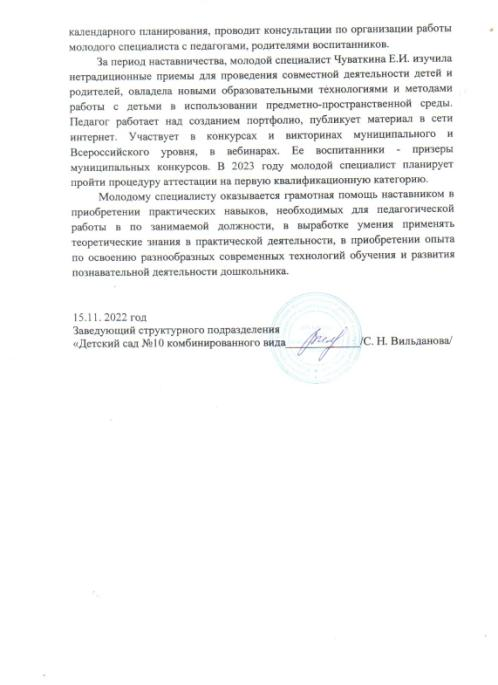 календарного планирования, проводит консультации по организации работы
молодого специалиста с педагогами, родителями воспитанников.
За период наставничества, молодой специалист Чуваткина Е.И. изучила
нетрадиционные приемы для проведения совместной деятельности детей и
родителей, овладела новыми образовательными технологиями и методами
работы с детьми в использовании предметно-пространственной среды.
Педагог работает над созданием портфолио, публикует материал в сети
интернет. Участвует в конкурсах и викторинах муниципального и
Всероссийского уровня, в вебинарах. Ее воспитанники - призеры
муниципальных конкурсов. В 2023 году молодой специалист планирует
пройти процедуру аттестации на первую квалификационную категорию.
Молодому специалисту оказывается грамотная помощь наставником в
приобретении практических навыков, необходимых для педагогической
работы в по занимаемой должности, в выработке умения применять
теоретические знания в практической деятельности, в приобретении опыта
по освоению разнообразных современных технологий обучения и развития
познавательной деятельности дошкольника.
15.11. 2022 год
Заведующий структурного подразделения
«Детский сад №10 комбинированного вида_____________/С. Н. Вильданова/